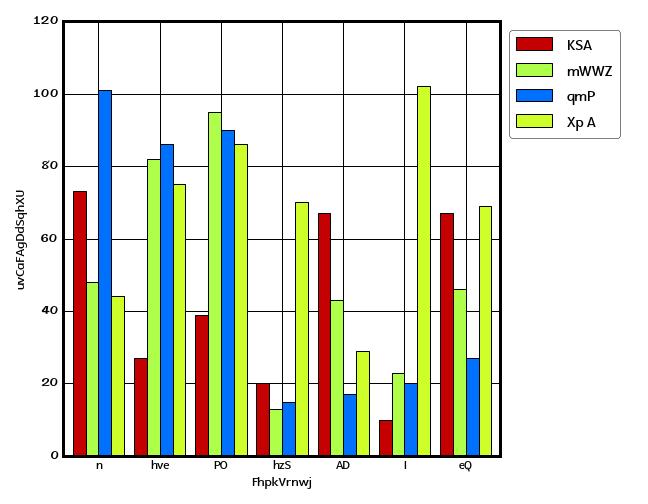 120
100
80
60
40
20
0
uvCaFAgDdSqhXU
n hve PO hzS AD I eQ
FhpkVrnwj
KSA
mWWZ
qmP
Xp A